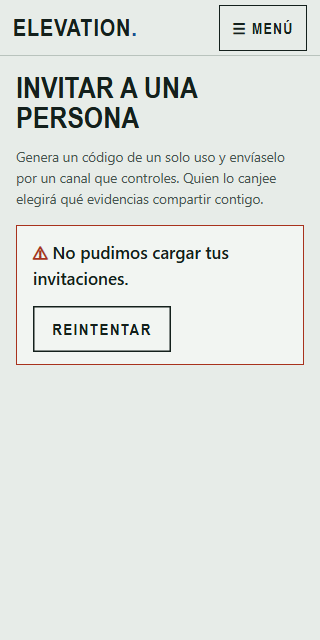 ELEVATION.
☰ MENÚ
INVITAR A UNA
PERSONA
Genera un código de un solo uso y envíaselo
por un canal que controles. Quien lo canjee
elegirá qué evidencias compartir contigo.
⚠ No pudimos cargar tus
invitaciones.
REINTENTAR